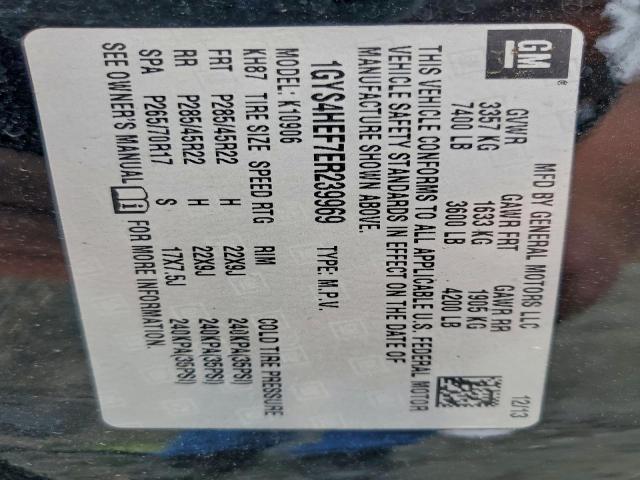 GM
®
MFD BY GENERAL MOTORS LLC 12/13
GVWR GAWR FRT GAWR RR
3357 KG 1633 KG 1905 KG
7400 LB 3600 LB 4200 LB
THIS VEHICLE CONFORMS TO ALL APPLICABLE U.S. FEDERAL MOTOR
VEHICLE SAFETY STANDARDS IN EFFECT ON THE DATE OF
MANUFACTURE SHOWN ABOVE.
1GYS4HEF7ER239969 TYPE: M.P.V.
MODEL: K10906
KH87 TIRE SIZE SPEED RTG RIM COLD TIRE PRESSURE
FRT P285/45R22 H 22X9J 240KPA(35PSI)
RR P285/45R22 H 22X9J 240KPA(35PSI)
SPA P265/70R17 S 17X7.5J 240KPA(35PSI)
SEE OWNER'S MANUAL FOR MORE INFORMATION.